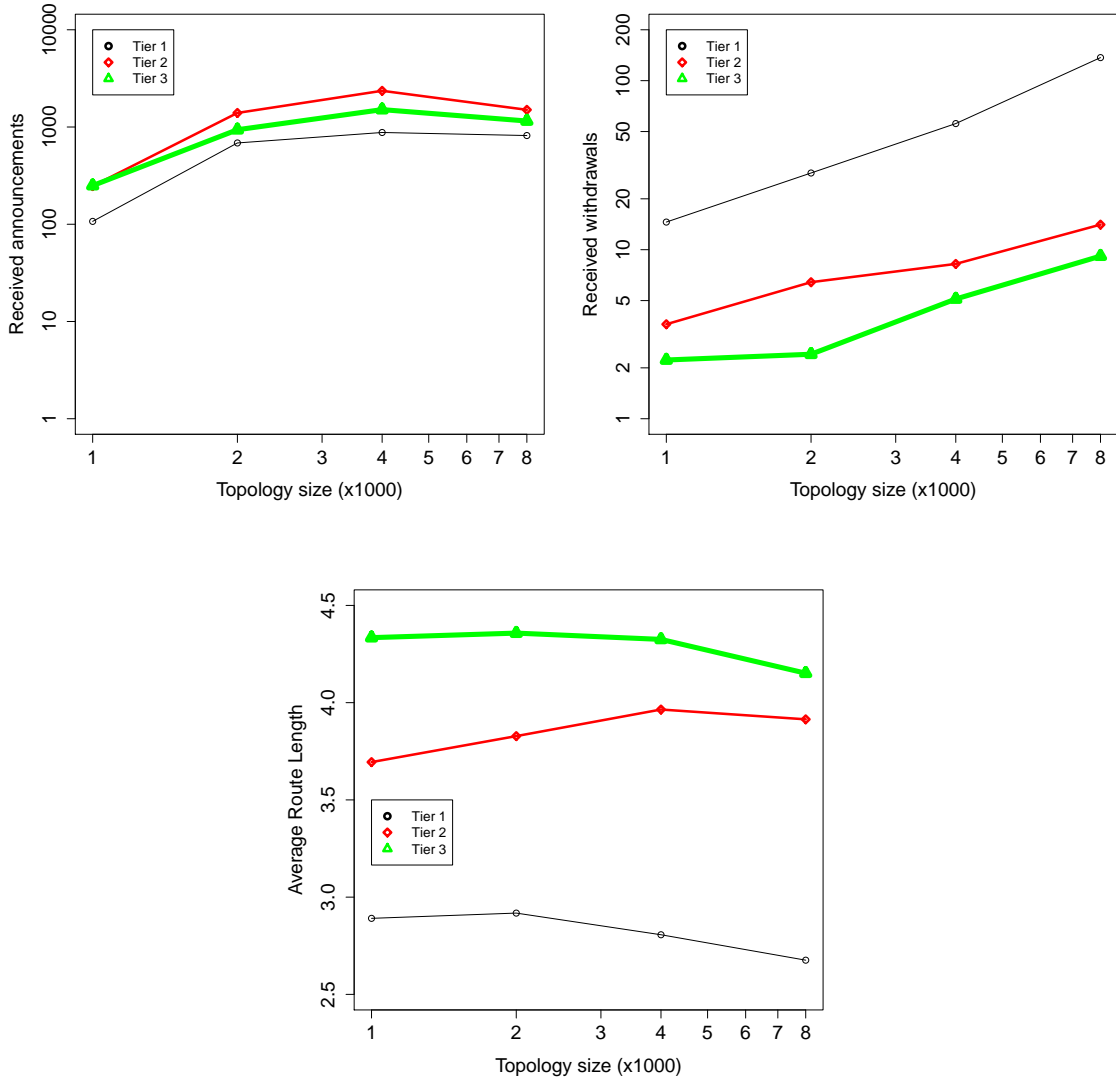 Received announcements
10000
1000
100
10
1
Tier 1
Tier 2
Tier 3
1 2 3 4 5 6 7 8
Topology size (x1000)
Received withdrawals
200
100
50
20
10
5
2
1
Tier 1
Tier 2
Tier 3
1 2 3 4 5 6 7 8
Topology size (x1000)
Average Route Length
4.5
4.0
3.5
3.0
2.5
Tier 1
Tier 2
Tier 3
1 2 3 4 5 6 7 8
Topology size (x1000)